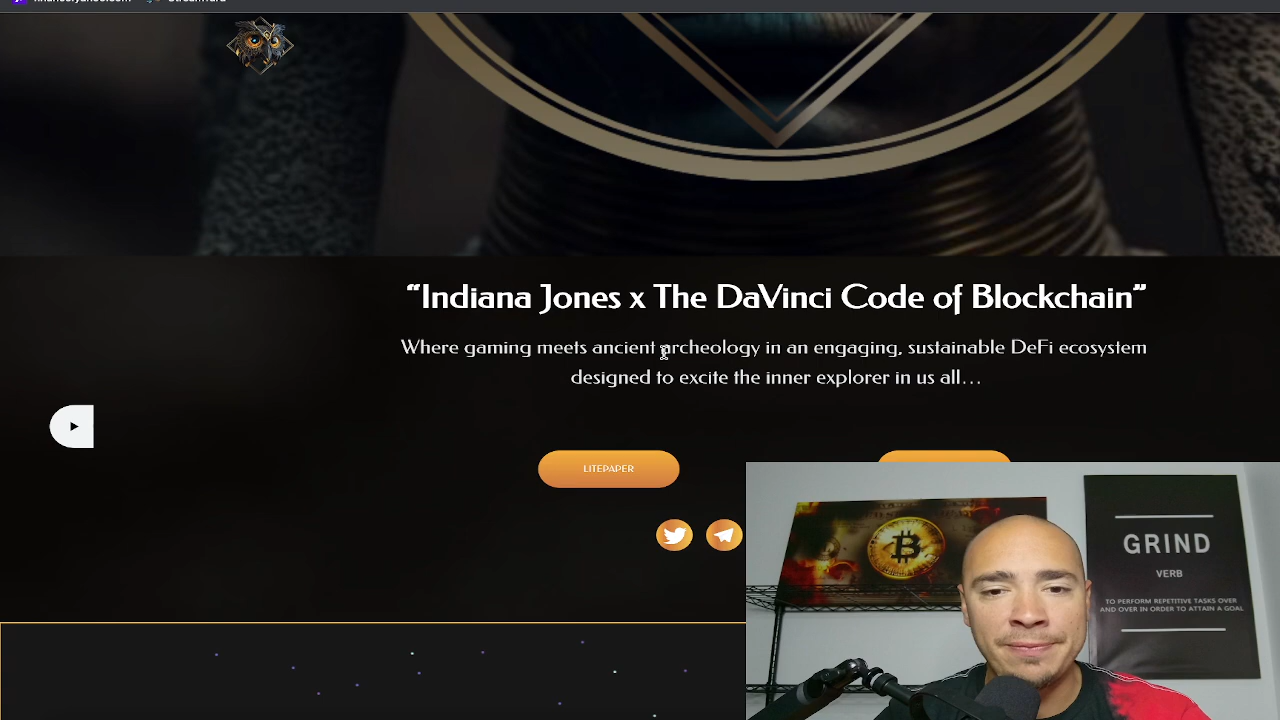 “Indiana Jones x The DaVinci Code of Blockchain”
Where gaming meets ancient archeology in an engaging, sustainable DeFi ecosystem
designed to excite the inner explorer in us all...
LITEPAPER
GRIND
VERB
TO PERFORM REPETITIVE TASKS OVER
AND OVER IN ORDER TO ATTAIN A GOAL